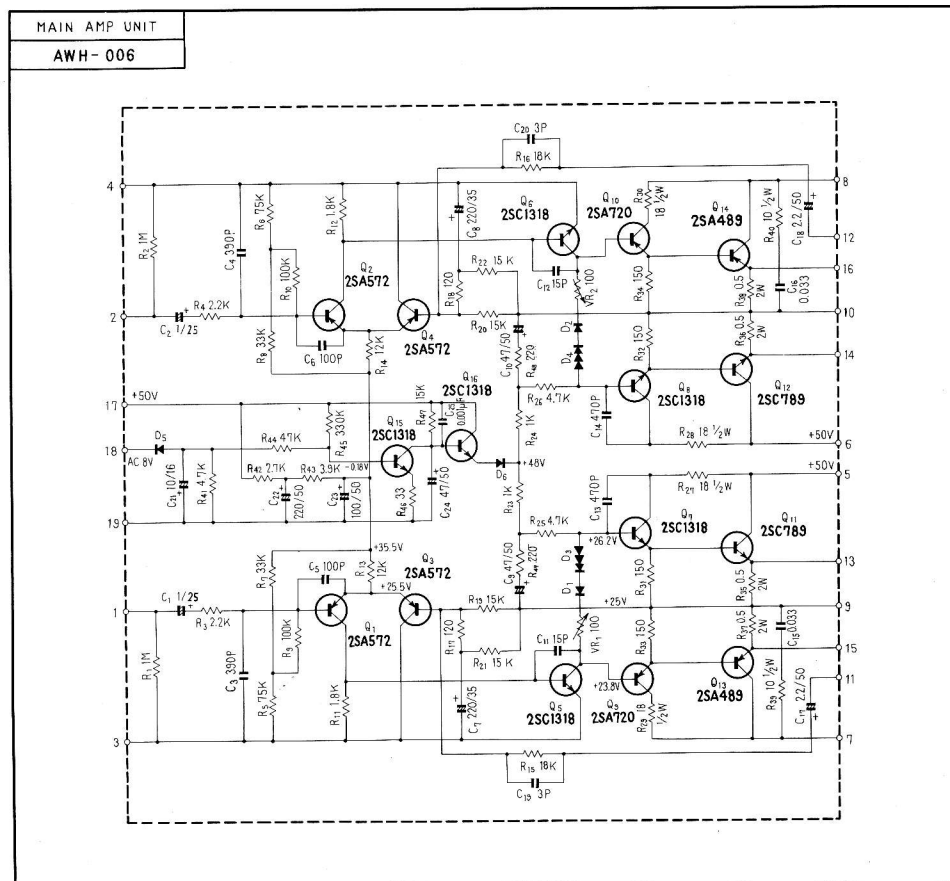 MAIN AMP UNIT
AWH-006
C20 3P
R16 18K
4
8
R2 1M
C4 390P
R6 75K
R10 100K
R12 1.8K
C8 220/35
Q6
2SC1318
Q10
2SA720
R30
18 ½W
Q14
2SA489
R40 10 ½W
C18 2.2/50
12
R22 15K
C12 15P
VR2 100
R34 150
R38 0.5
2W
C16
0.033
16
Q2
2SA572
R18 120
2
R4 2.2K
C2 1/25
R8 33K
C6 100P
R14
12K
Q4
2SA572
R20 15K
10
D2
D4
R32 150
R36 0.5
2W
14
C10 47/50
R48 220
Q16
2SC1318
R26 4.7K
C14 470P
Q8
2SC1318
Q12
2SC789
17
+50V
R45
330K
Q15
2SC1318
R47
15K
C25
0.001μ
R24
1K
R28 18 ½W
+50V
6
18
D5
AC 8V
R44 47K
D6
+48V
+50V
5
C21 10/16
R41 4.7K
R42 2.7K
R43 3.9K
-0.18V
C22
220/50
C23
100/50
R46 33
C24 47/50
R23 1K
R27 18 ½W
19
C13 470P
R25 4.7K
+26.2V
Q7
2SC1318
Q11
2SC789
+35.5V
R7 33K
C5 100P
R13
12K
Q3
2SA572
+25.5V
C9 47/50
R49 220
D3
D1
R31 150
R35 0.5
2W
13
1
C1 1/25
R3 2.2K
R9 100K
Q1
2SA572
R19 15K
+25V
9
R17 120
R21 15K
C11 15P
VR1 100
R33 150
R37 0.5
2W
C15 0.033
15
R1 1M
C3 390P
R5 75K
R11 1.8K
C7 220/35
Q5
2SC1318
+23.8V
Q9
2SA720
R29 18
½W
Q13
2SA489
R39 10 ½W
C17 2.2/50
11
3
7
R15 18K
C19 3P